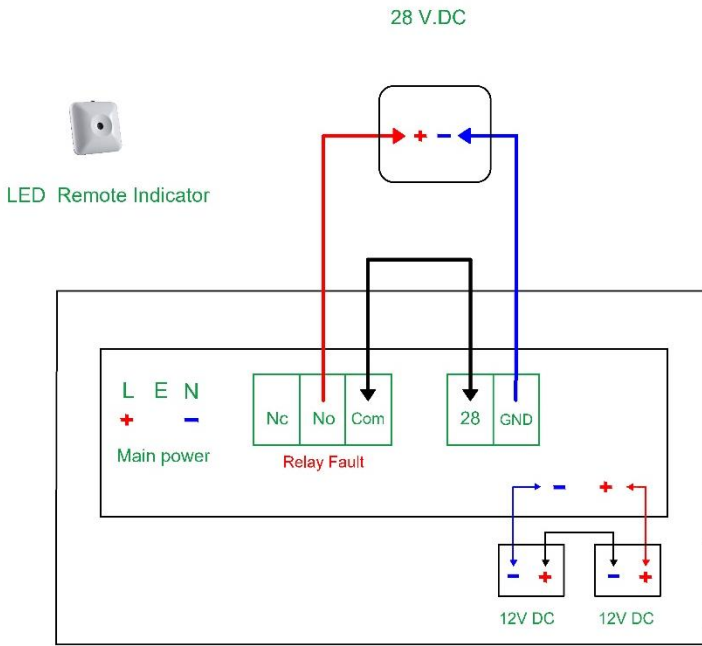 28 V.DC
+ −
LED Remote Indicator
L E N
+ −
Main power
Nc No Com
Relay Fault
28 GND
− +
− + − +
12V DC 12V DC